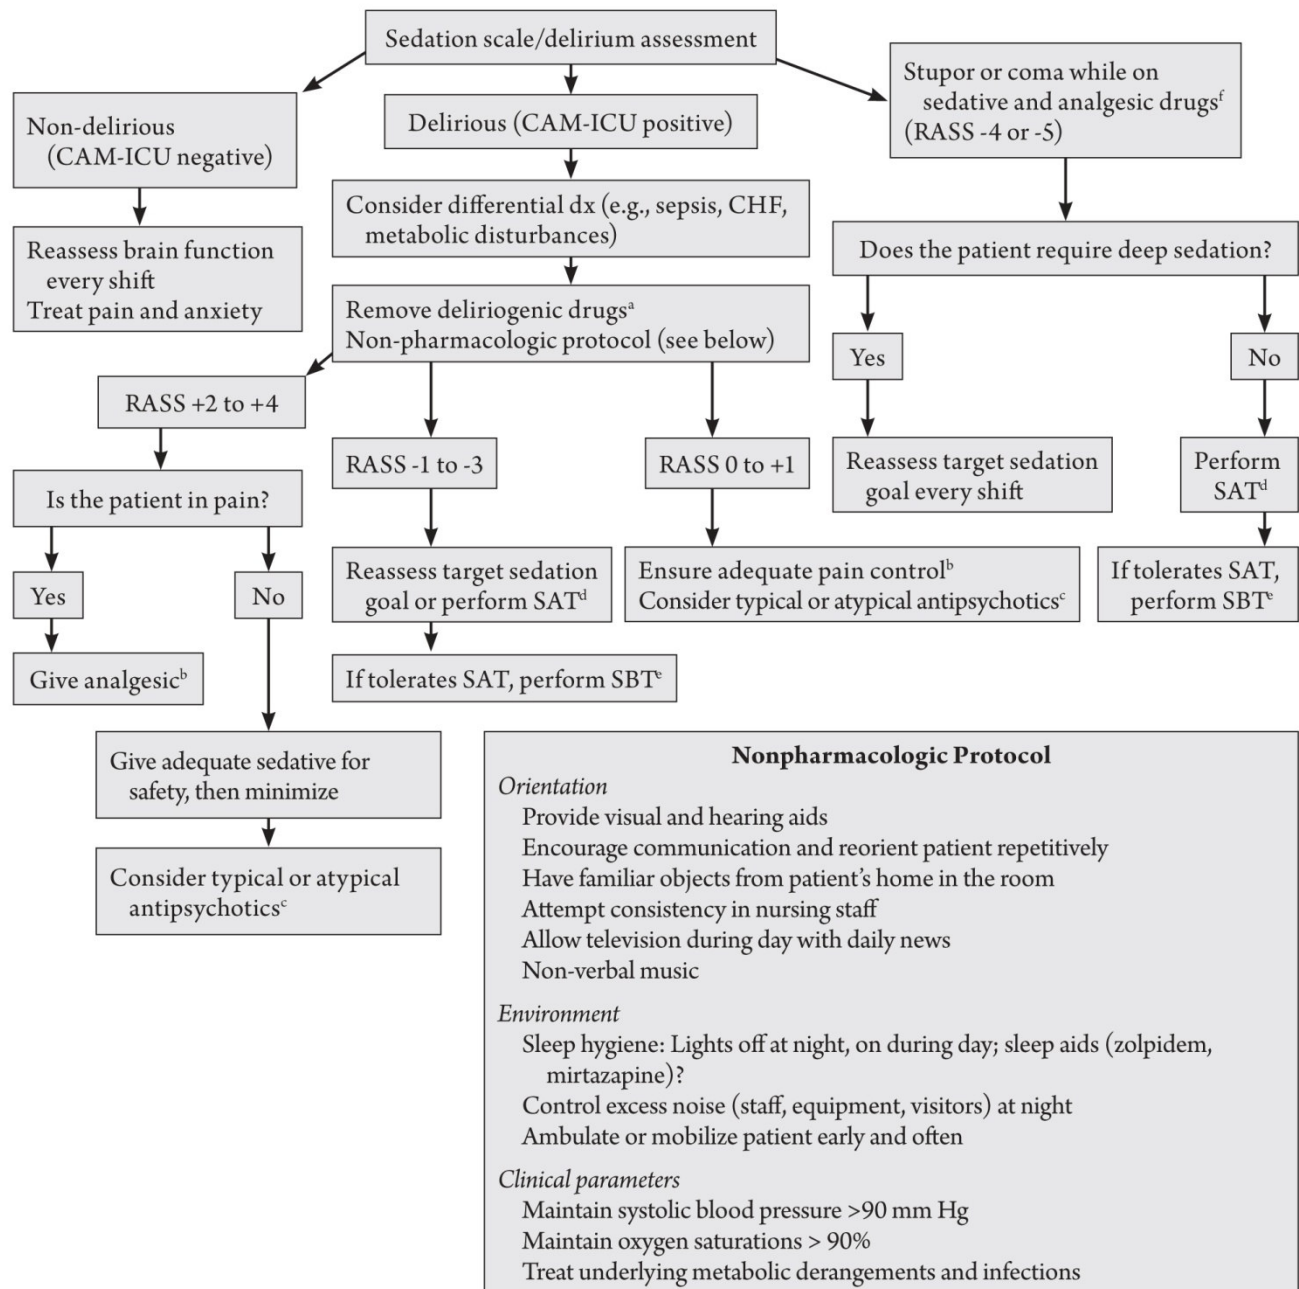 Sedation scale/delirium assessment
Non-delirious
(CAM-ICU negative)
Delirious (CAM-ICU positive)
Stupor or coma while on
sedative and analgesic drugsᶠ
(RASS -4 or -5)
Reassess brain function
every shift
Treat pain and anxiety
Consider differential dx (e.g., sepsis, CHF,
metabolic disturbances)
Does the patient require deep sedation?
Remove deliriogenic drugsᵃ
Non-pharmacologic protocol (see below)
Yes
No
RASS +2 to +4
RASS -1 to -3
RASS 0 to +1
Reassess target sedation
goal every shift
Perform
SATᵈ
Is the patient in pain?
Yes
No
Reassess target sedation
goal or perform SATᵈ
Ensure adequate pain controlᵇ
Consider typical or atypical antipsychoticsᶜ
If tolerates SAT,
perform SBTᵉ
Give analgesicᵇ
If tolerates SAT, perform SBTᵉ
Give adequate sedative for
safety, then minimize
Consider typical or atypical
antipsychoticsᶜ
Nonpharmacologic Protocol
Orientation
Provide visual and hearing aids
Encourage communication and reorient patient repetitively
Have familiar objects from patient's home in the room
Attempt consistency in nursing staff
Allow television during day with daily news
Non-verbal music
Environment
Sleep hygiene: Lights off at night, on during day; sleep aids (zolpidem,
mirtazapine)?
Control excess noise (staff, equipment, visitors) at night
Ambulate or mobilize patient early and often
Clinical parameters
Maintain systolic blood pressure >90 mm Hg
Maintain oxygen saturations > 90%
Treat underlying metabolic derangements and infections